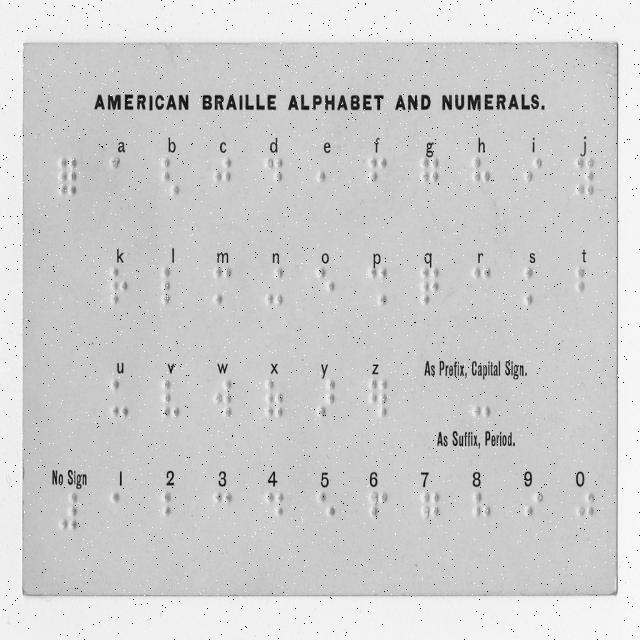 AMERICAN BRAILLE ALPHABET AND NUMERALS.
a b c d e f g h i j
k l m n o p q r s t
u v w x y z As Prefix, Capital Sign.
As Suffix, Period.
No Sign 1 2 3 4 5 6 7 8 9 0